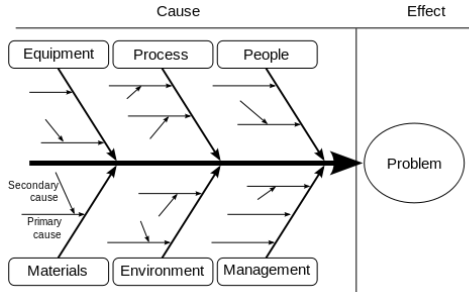 Cause
Effect
Equipment
Process
People
Problem
Secondary
cause
Primary
cause
Materials
Environment
Management